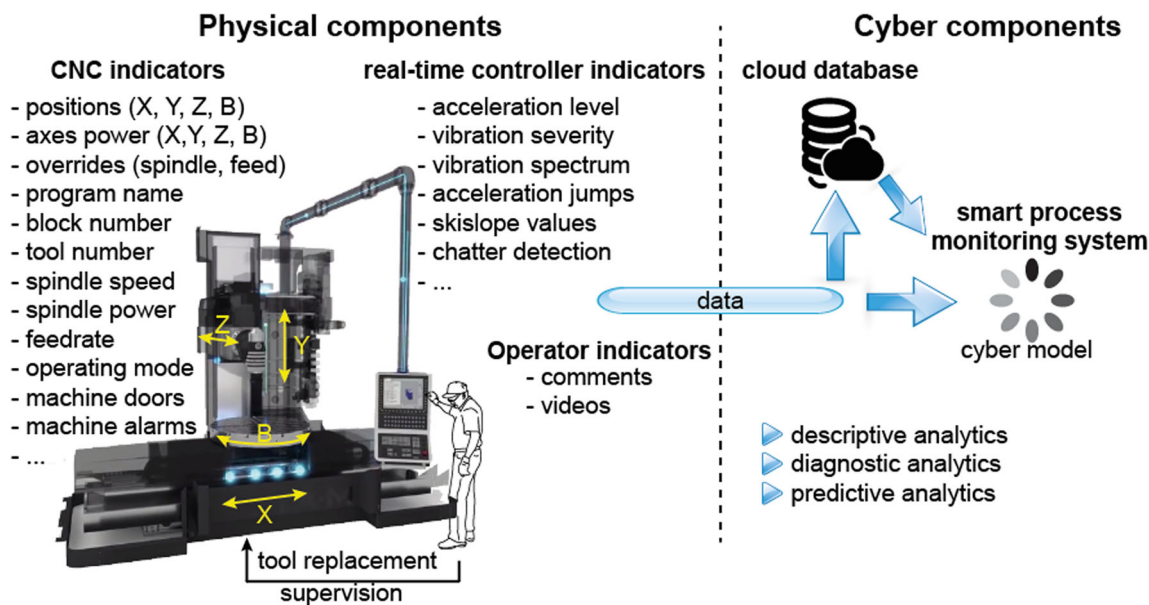 Physical components
CNC indicators
- positions (X, Y, Z, B)
- axes power (X,Y, Z, B)
- overrides (spindle, feed)
- program name
- block number
- tool number
- spindle speed
- spindle power
- feedrate
- operating mode
- machine doors
- machine alarms
- ...
real-time controller indicators
- acceleration level
- vibration severity
- vibration spectrum
- acceleration jumps
- skislope values
- chatter detection
- ...
Z
Y
B
X
Operator indicators
- comments
- videos
tool replacement
supervision
data
Cyber components
cloud database
smart process
monitoring system
cyber model
descriptive analytics
diagnostic analytics
predictive analytics